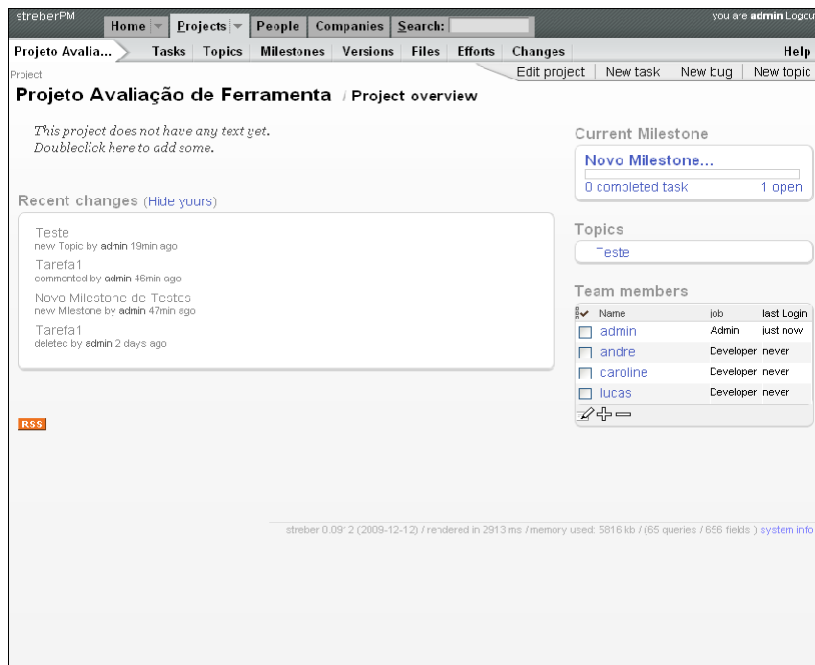 streberPM
you are admin Logout
Home Projects People Companies Search:
Projeto Avalia... Tasks Topics Milestones Versions Files Efforts Changes Help
Project
Edit project New task New bug New topic
Projeto Avaliação de Ferramenta / Project overview
This project does not have any text yet.
Doubleclick here to add some.
Current Milestone
Novo Milestone...
0 completed task 1 open
Recent changes (Hide yours)
Teste
new Topic by admin 19min ago
Tarefa1
commented by admin 46min ago
Novo Milestone de Testes
new Milestone by admin 47min ago
Tarefa1
deleted by admin 2 days ago
Topics
Teste
Team members
Name job last Login
admin Admin just now
andre Developer never
caroline Developer never
lucas Developer never
RSS
streber (2009-12-12) / rendered in 2913 ms / memory used: 5816 kb / (65 queries / 656 fields ) system info